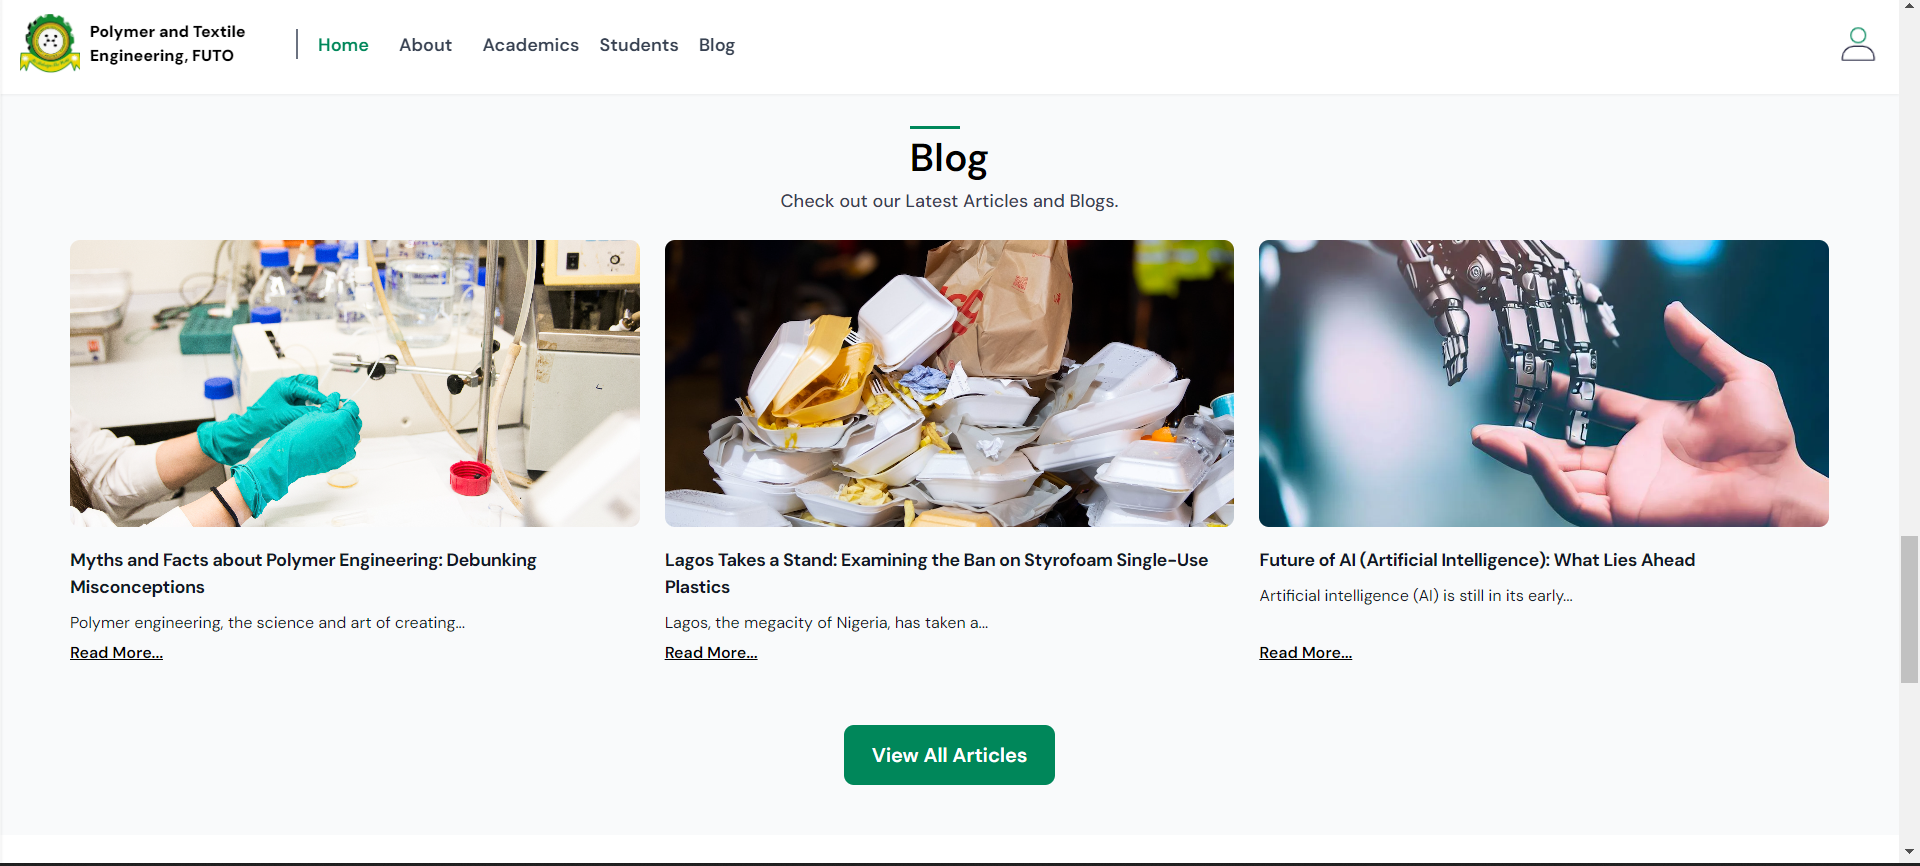 Polymer and Textile
Engineering, FUTO
Home About Academics Students Blog
Blog
Check out our Latest Articles and Blogs.
Myths and Facts about Polymer Engineering: Debunking
Misconceptions
Polymer engineering, the science and art of creating...
Read More...
Lagos Takes a Stand: Examining the Ban on Styrofoam Single-Use
Plastics
Lagos, the megacity of Nigeria, has taken a...
Read More...
Future of AI (Artificial Intelligence): What Lies Ahead
Artificial intelligence (AI) is still in its early...
Read More...
View All Articles